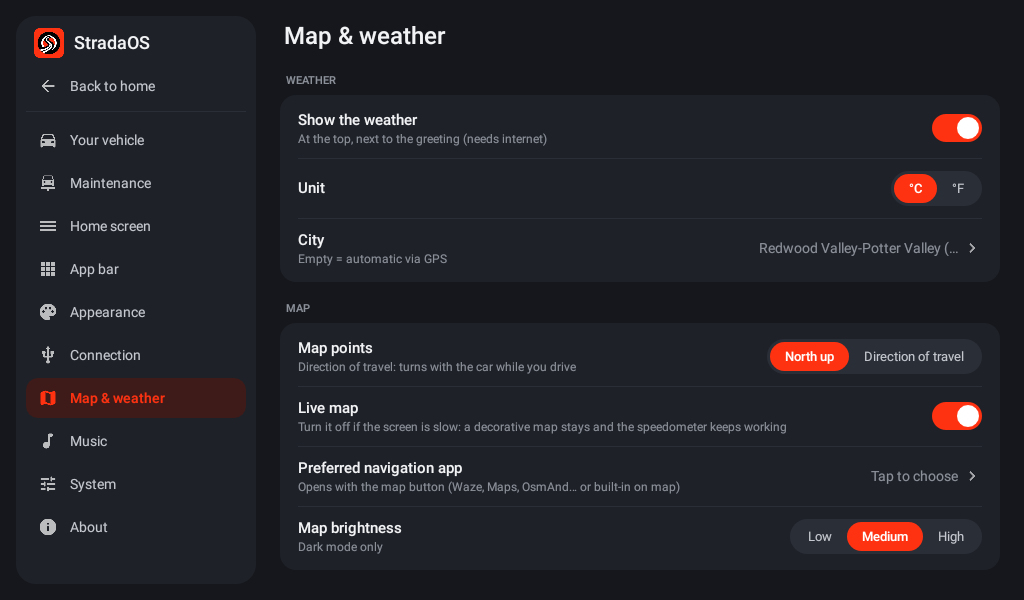 StradaOS
Back to home
Your vehicle
Maintenance
Home screen
App bar
Appearance
Connection
Map & weather
Music
System
About
Map & weather
WEATHER
Show the weather
At the top, next to the greeting (needs internet)
Unit
°C
°F
City
Empty = automatic via GPS
Redwood Valley-Potter Valley (...
MAP
Map points
Direction of travel: turns with the car while you drive
North up
Direction of travel
Live map
Turn it off if the screen is slow: a decorative map stays and the speedometer keeps working
Preferred navigation app
Opens with the map button (Waze, Maps, OsmAnd... or built-in on map)
Tap to choose
Map brightness
Dark mode only
Low
Medium
High